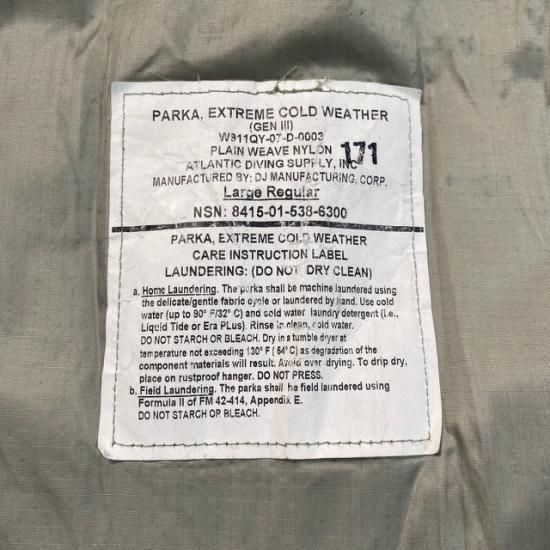 PARKA, EXTREME COLD WEATHER
(GEN III)
W911QY-07-D-0003
PLAIN WEAVE NYLON 171
ATLANTIC DIVING SUPPLY, INC
MANUFACTURED BY: DJ MANUFACTURING, CORP.
Large Regular
NSN: 8415-01-538-6300
PARKA, EXTREME COLD WEATHER
CARE INSTRUCTION LABEL
LAUNDERING: (DO NOT DRY CLEAN)
a. Home Laundering. The parka shall be machine laundered using
the delicate/gentle fabric cycle or laundered by hand. Use cold
water (up to 90° F/32° C) and cold water laundry detergent (i.e.,
Liquid Tide or Era PLus). Rinse in clean, cold water.
DO NOT STARCH OR BLEACH. Dry in a tumble dryer at
temperature not exceeding 130° F ( 54° C) as degradation of the
component materials will result. Avoid over drying. To drip dry,
place on rustproof hanger. DO NOT PRESS.
b. Field Laundering. The parka shall be field laundered using
Formula II of FM 42-414, Appendix E.
DO NOT STARCH OR BLEACH.